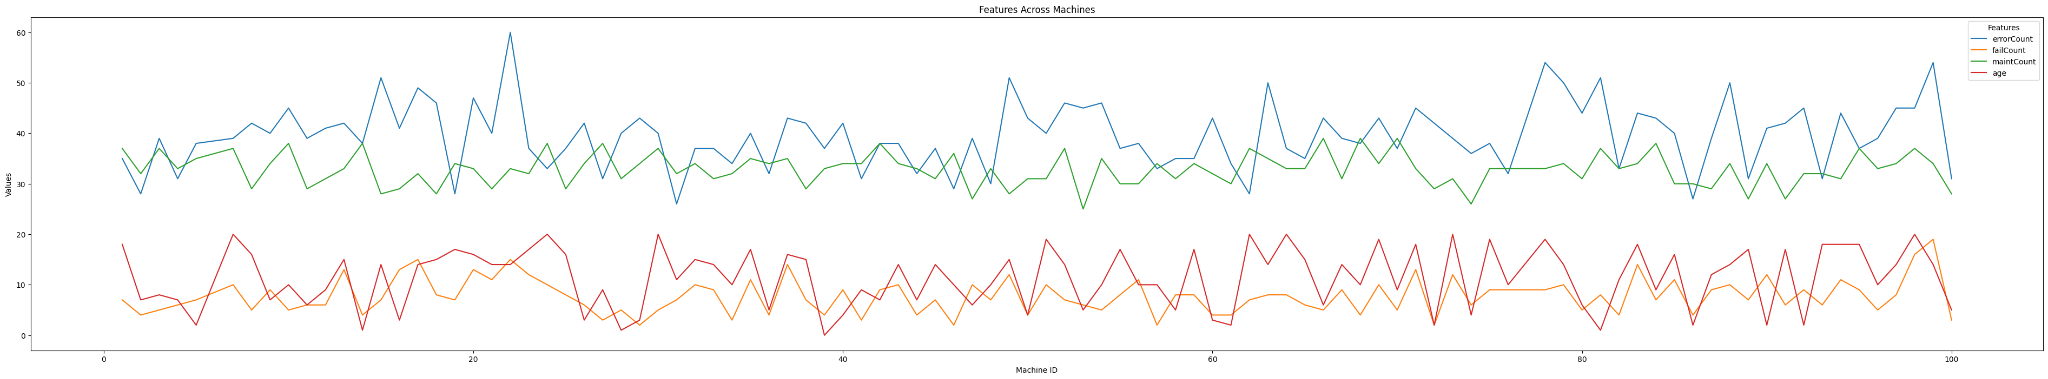 Features Across Machines
Features
errorCount
failCount
maintCount
age
Values
60
50
40
30
20
10
0
0
20
40
60
80
100
Machine ID